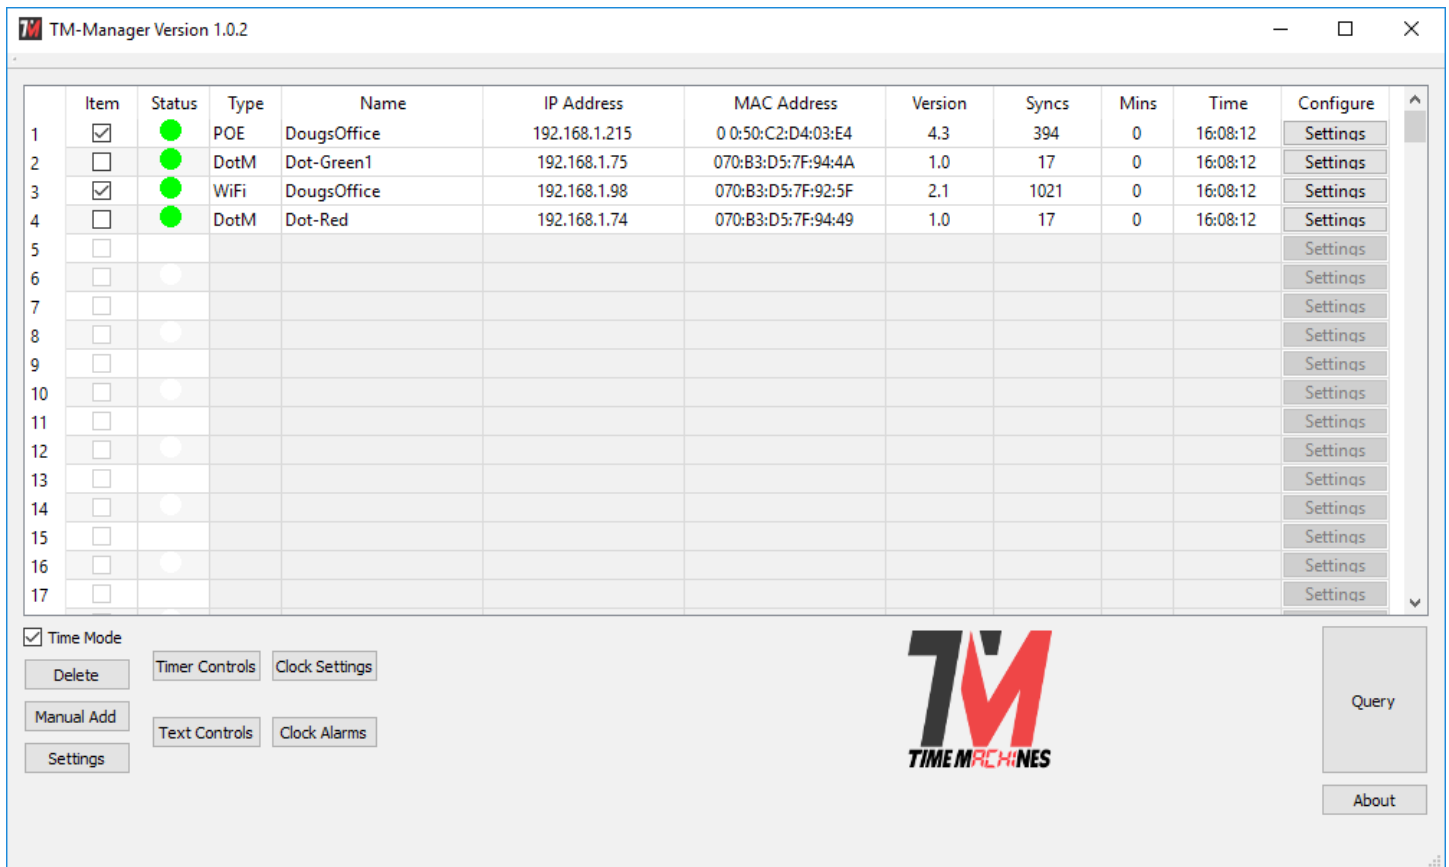 TM-Manager Version 1.0.2
Item Status Type Name IP Address MAC Address Version Syncs Mins Time Configure
1 POE DougsOffice 192.168.1.215 0 0:50:C2:D4:03:E4 4.3 394 0 16:08:12 Settings
2 DotM Dot-Green1 192.168.1.75 070:B3:D5:7F:94:4A 1.0 17 0 16:08:12 Settings
3 WiFi DougsOffice 192.168.1.98 070:B3:D5:7F:92:5F 2.1 1021 0 16:08:12 Settings
4 DotM Dot-Red 192.168.1.74 070:B3:D5:7F:94:49 1.0 17 0 16:08:12 Settings
5 Settings
6 Settings
7 Settings
8 Settings
9 Settings
10 Settings
11 Settings
12 Settings
13 Settings
14 Settings
15 Settings
16 Settings
17 Settings
Time Mode
Delete Timer Controls Clock Settings
Manual Add Text Controls Clock Alarms
Settings
TM
TIME MACHINES
Query
About